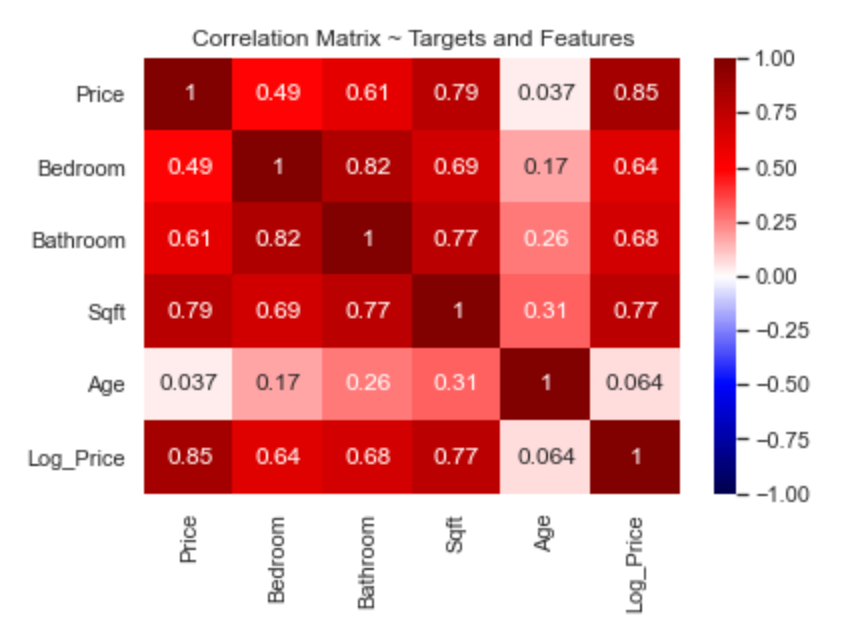 Correlation Matrix ~ Targets and Features
Price 1 0.49 0.61 0.79 0.037 0.85
Bedroom 0.49 1 0.82 0.69 0.17 0.64
Bathroom 0.61 0.82 1 0.77 0.26 0.68
Sqft 0.79 0.69 0.77 1 0.31 0.77
Age 0.037 0.17 0.26 0.31 1 0.064
Log_Price 0.85 0.64 0.68 0.77 0.064 1
Price Bedroom Bathroom Sqft Age Log_Price
1.00
0.75
0.50
0.25
0.00
−0.25
−0.50
−0.75
−1.00